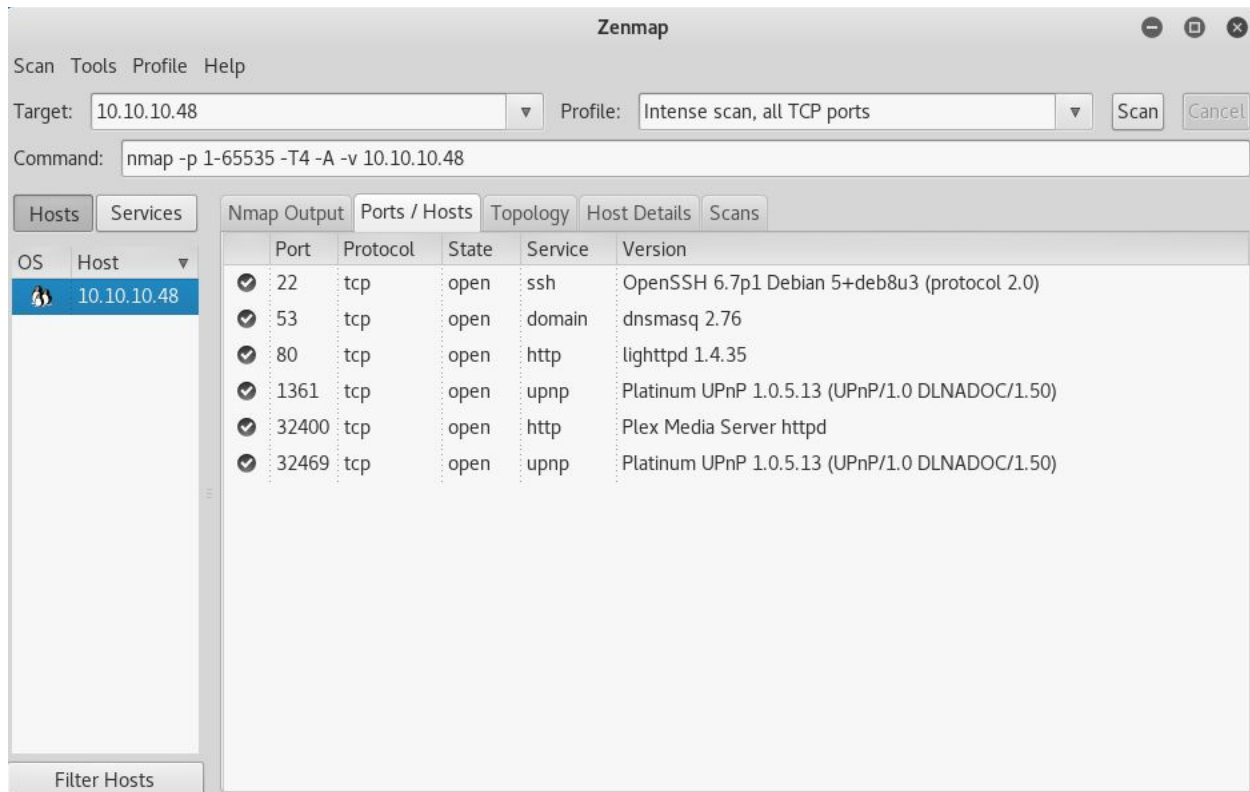 Zenmap
Scan Tools Profile Help
Target: 10.10.10.48 Profile: Intense scan, all TCP ports Scan Cancel
Command: nmap -p 1-65535 -T4 -A -v 10.10.10.48
Hosts Services Nmap Output Ports / Hosts Topology Host Details Scans
OS Host Port Protocol State Service Version
10.10.10.48 22 tcp open ssh OpenSSH 6.7p1 Debian 5+deb8u3 (protocol 2.0)
53 tcp open domain dnsmasq 2.76
80 tcp open http lighttpd 1.4.35
1361 tcp open upnp Platinum UPnP 1.0.5.13 (UPnP/1.0 DLNADOC/1.50)
32400 tcp open http Plex Media Server httpd
32469 tcp open upnp Platinum UPnP 1.0.5.13 (UPnP/1.0 DLNADOC/1.50)
Filter Hosts